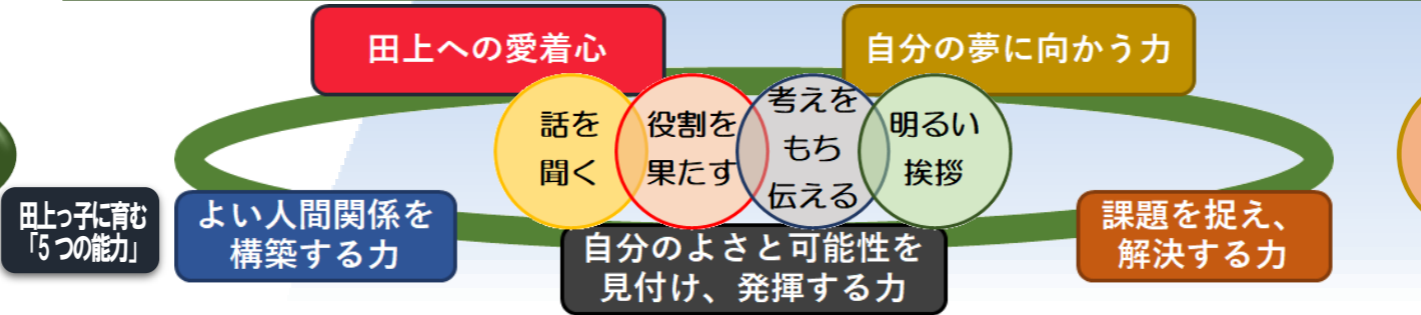 田上への愛着心
自分の夢に向かう力
話を
聞く
役割を
果たす
考えを
もち
伝える
明るい
挨拶
田上っ子に育む
「5つの能力」
よい人間関係を
構築する力
自分のよさと可能性を
見付け、発揮する力
課題を捉え、
解決する力